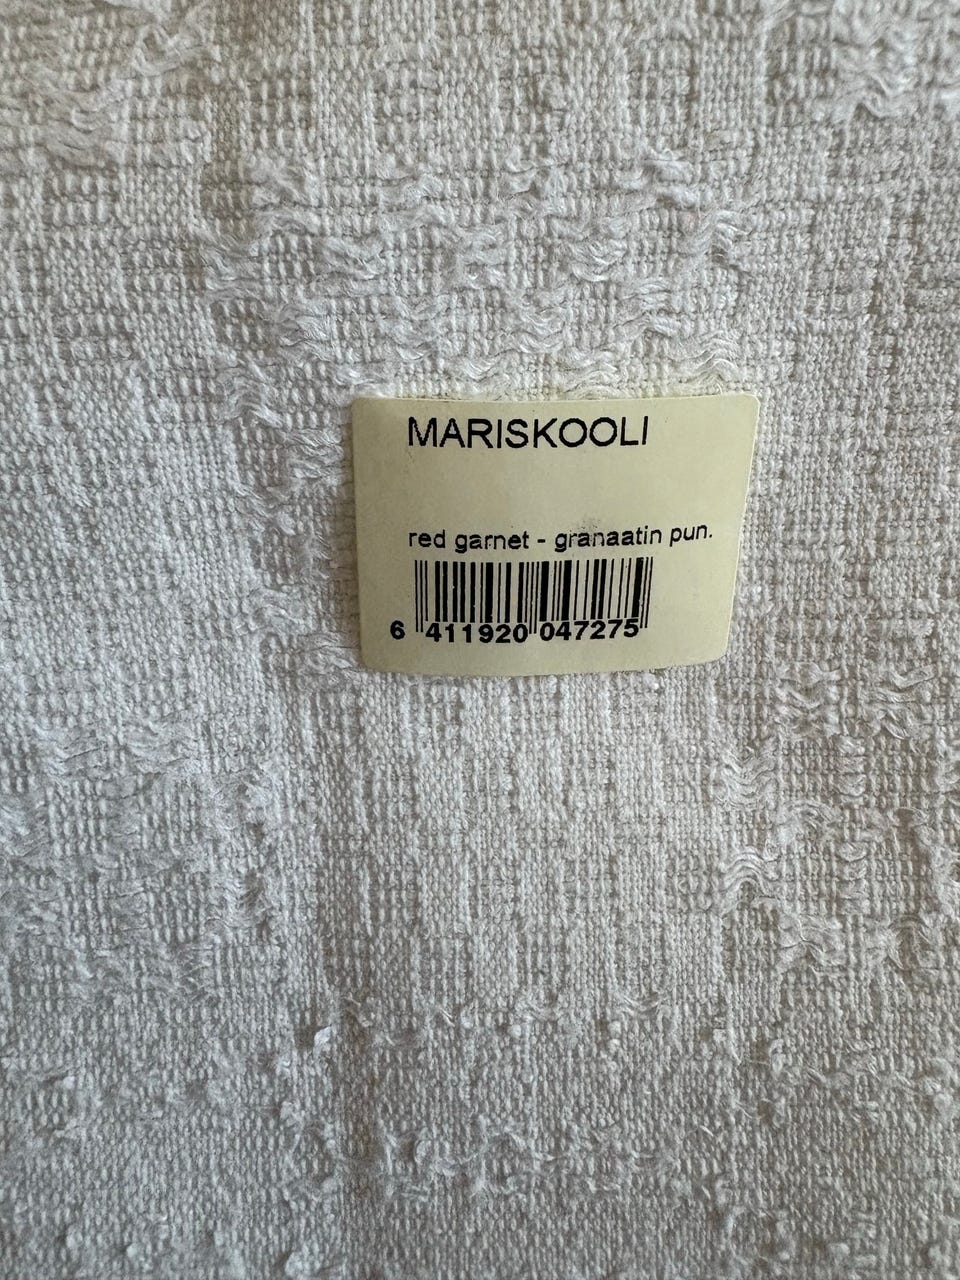 MARISKOOLI
red garnet - granaatin pun.
6 411920 047275